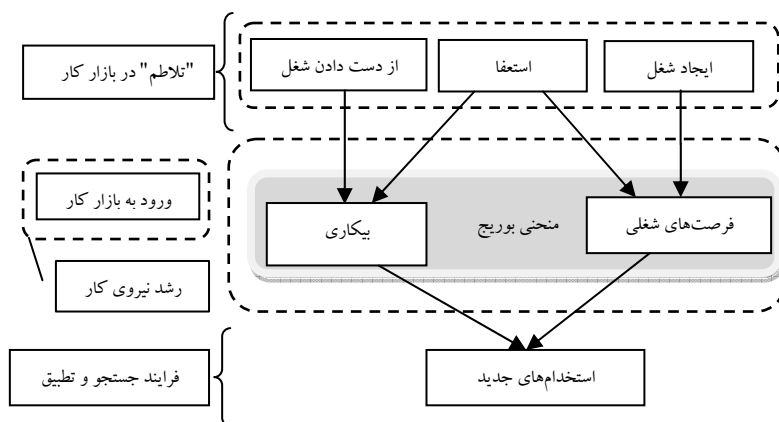 ایجاد شغل
استعفا
از دست دادن شغل
"تلاطم" در بازار کار
ورود به بازار کار
فرصت‌های شغلی
منحنی بوریج
بیکاری
رشد نیروی کار
استخدام‌های جدید
فرایند جستجو و تطبیق